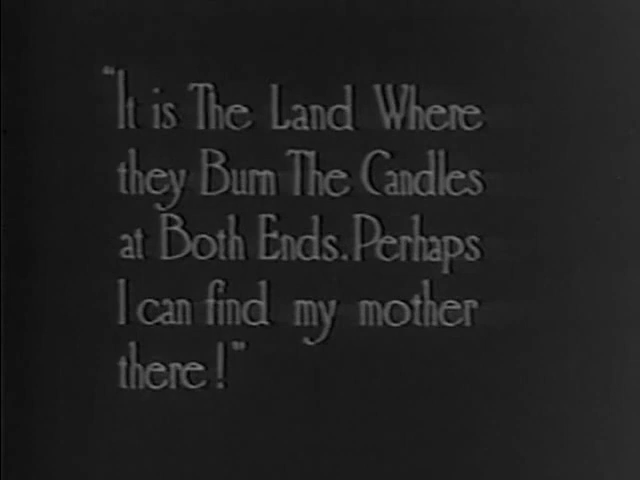 "It is The Land Where
they Burn The Candles
at Both Ends. Perhaps
I can find my mother
there!"